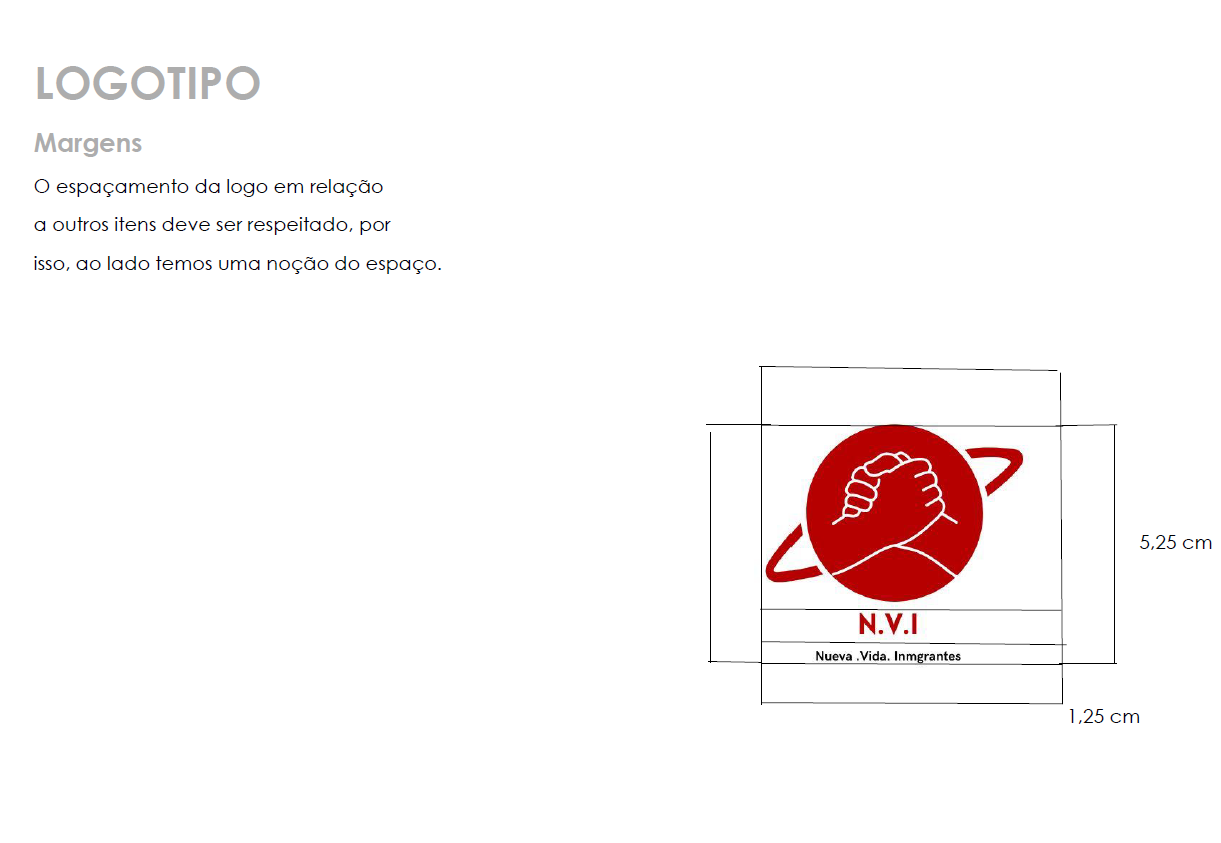 LOGOTIPO
Margens
O espaçamento da logo em relação
a outros itens deve ser respeitado, por
isso, ao lado temos uma noção do espaço.
5,25 cm
N.V.I
Nueva .Vida. Inmgrantes
1,25 cm